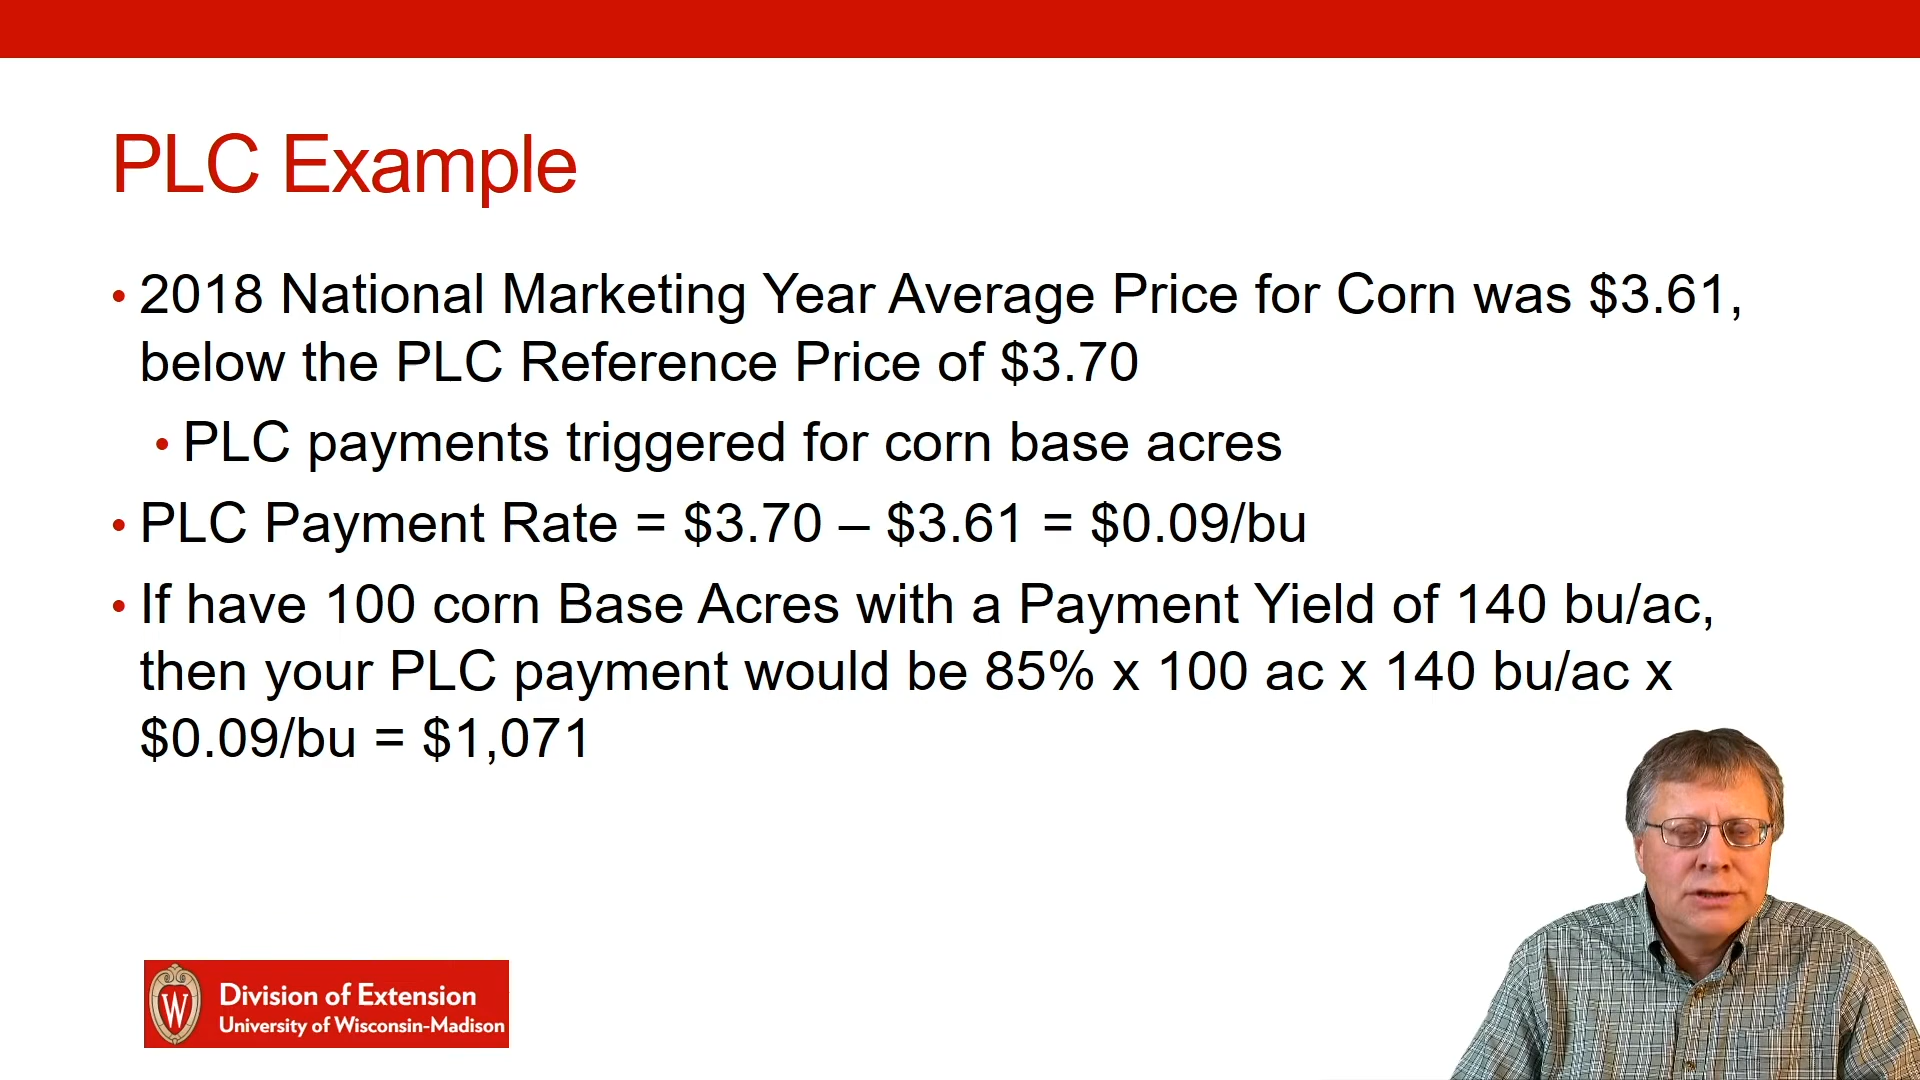 PLC Example
• 2018 National Marketing Year Average Price for Corn was $3.61,
below the PLC Reference Price of $3.70
• PLC payments triggered for corn base acres
• PLC Payment Rate = $3.70 – $3.61 = $0.09/bu
• If have 100 corn Base Acres with a Payment Yield of 140 bu/ac,
then your PLC payment would be 85% x 100 ac x 140 bu/ac x
$0.09/bu = $1,071
W
Division of Extension
University of Wisconsin-Madison